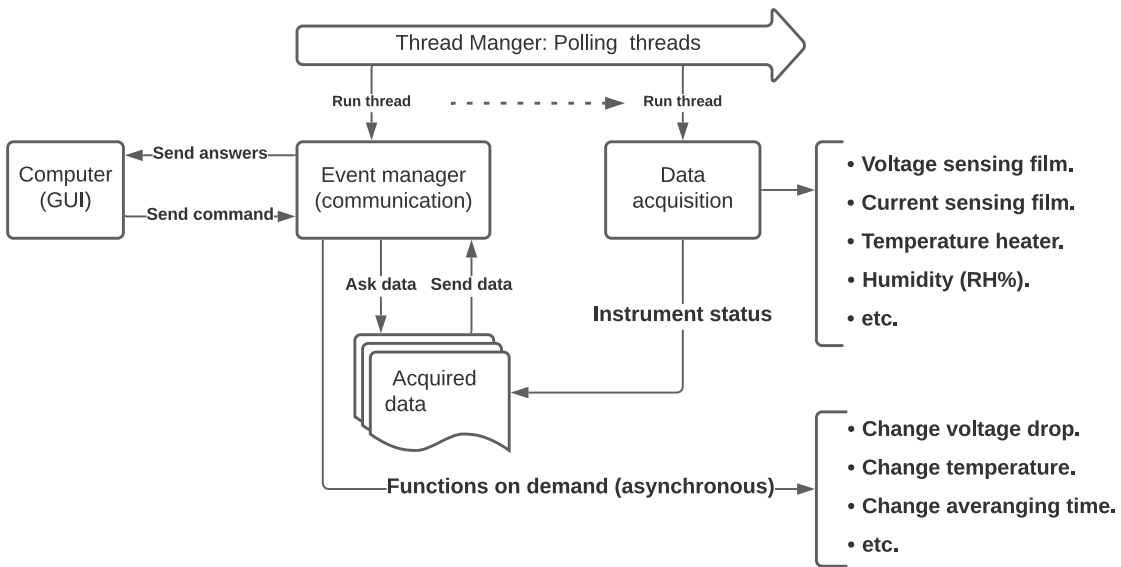 Thread Manger: Polling threads
Run thread
Run thread
Send answers
Computer
(GUI)
Send command
Event manager
(communication)
Data
acquisition
• Voltage sensing film.
• Current sensing film.
• Temperature heater.
• Humidity (RH%).
• etc.
Ask data
Send data
Instrument status
Acquired
data
Functions on demand (asynchronous)
• Change voltage drop.
• Change temperature.
• Change averanging time.
• etc.